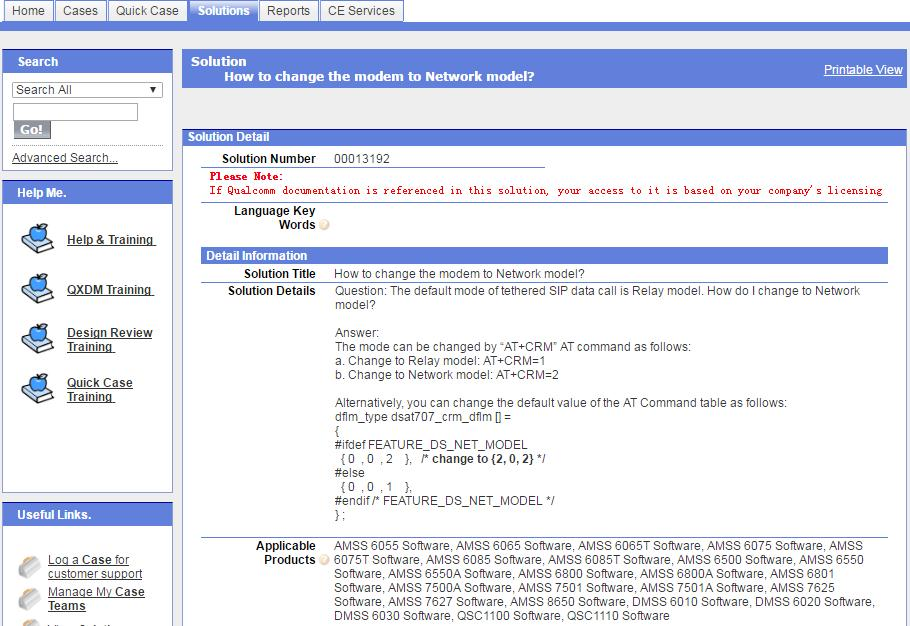 Home Cases Quick Case Solutions Reports CE Services
Search
Search All
Go!
Advanced Search...
Help Me.
Help & Training
QXDM Training
Design Review
Training
Quick Case
Training
Useful Links.
Log a Case for
customer support
Manage My Case
Teams
Solution
How to change the modem to Network model?
Printable View
Solution Detail
Solution Number 00013192
Please Note:
If Qualcomm documentation is referenced in this solution, your access to it is based on your company's licensing
Language Key
Words
Detail Information
Solution Title How to change the modem to Network model?
Solution Details Question: The default mode of tethered SIP data call is Relay model. How do I change to Network
model?
Answer:
The mode can be changed by “AT+CRM” AT command as follows:
a. Change to Relay model: AT+CRM=1
b. Change to Network model: AT+CRM=2
Alternatively, you can change the default value of the AT Command table as follows:
dflm_type dsat707_crm_dflm [] =
{
#ifdef FEATURE_DS_NET_MODEL
{ 0 , 0 , 2 }, /* change to {2, 0, 2} */
#else
{ 0 , 0 , 1 },
#endif /* FEATURE_DS_NET_MODEL */
} ;
Applicable
Products
AMSS 6055 Software, AMSS 6065 Software, AMSS 6065T Software, AMSS 6075 Software, AMSS
6075T Software, AMSS 6085 Software, AMSS 6085T Software, AMSS 6500 Software, AMSS 6550
Software, AMSS 6550A Software, AMSS 6800 Software, AMSS 6800A Software, AMSS 6801
Software, AMSS 7500A Software, AMSS 7501 Software, AMSS 7501A Software, AMSS 7625
Software, AMSS 7627 Software, AMSS 8650 Software, DMSS 6010 Software, DMSS 6020 Software,
DMSS 6030 Software, QSC1100 Software, QSC1110 Software